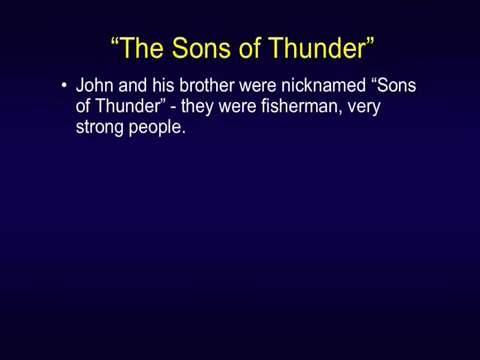 “The Sons of Thunder”
• John and his brother were nicknamed “Sons
of Thunder” - they were fisherman, very
strong people.